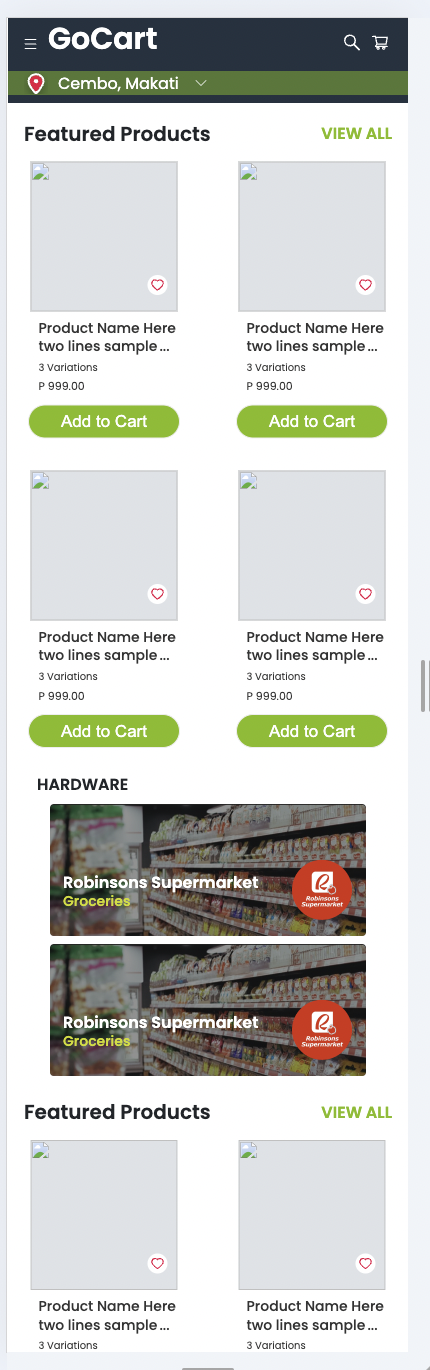 GoCart
Cembo, Makati
Featured Products VIEW ALL
Product Name Here Product Name Here
two lines sample ... two lines sample ...
3 Variations 3 Variations
P 999.00 P 999.00
Add to Cart Add to Cart
Product Name Here Product Name Here
two lines sample ... two lines sample ...
3 Variations 3 Variations
P 999.00 P 999.00
Add to Cart Add to Cart
HARDWARE
Robinsons Supermarket
Groceries
Robinsons
Supermarket
Robinsons Supermarket
Groceries
Robinsons
Supermarket
Featured Products VIEW ALL
Product Name Here Product Name Here
two lines sample ... two lines sample ...
3 Variations 3 Variations